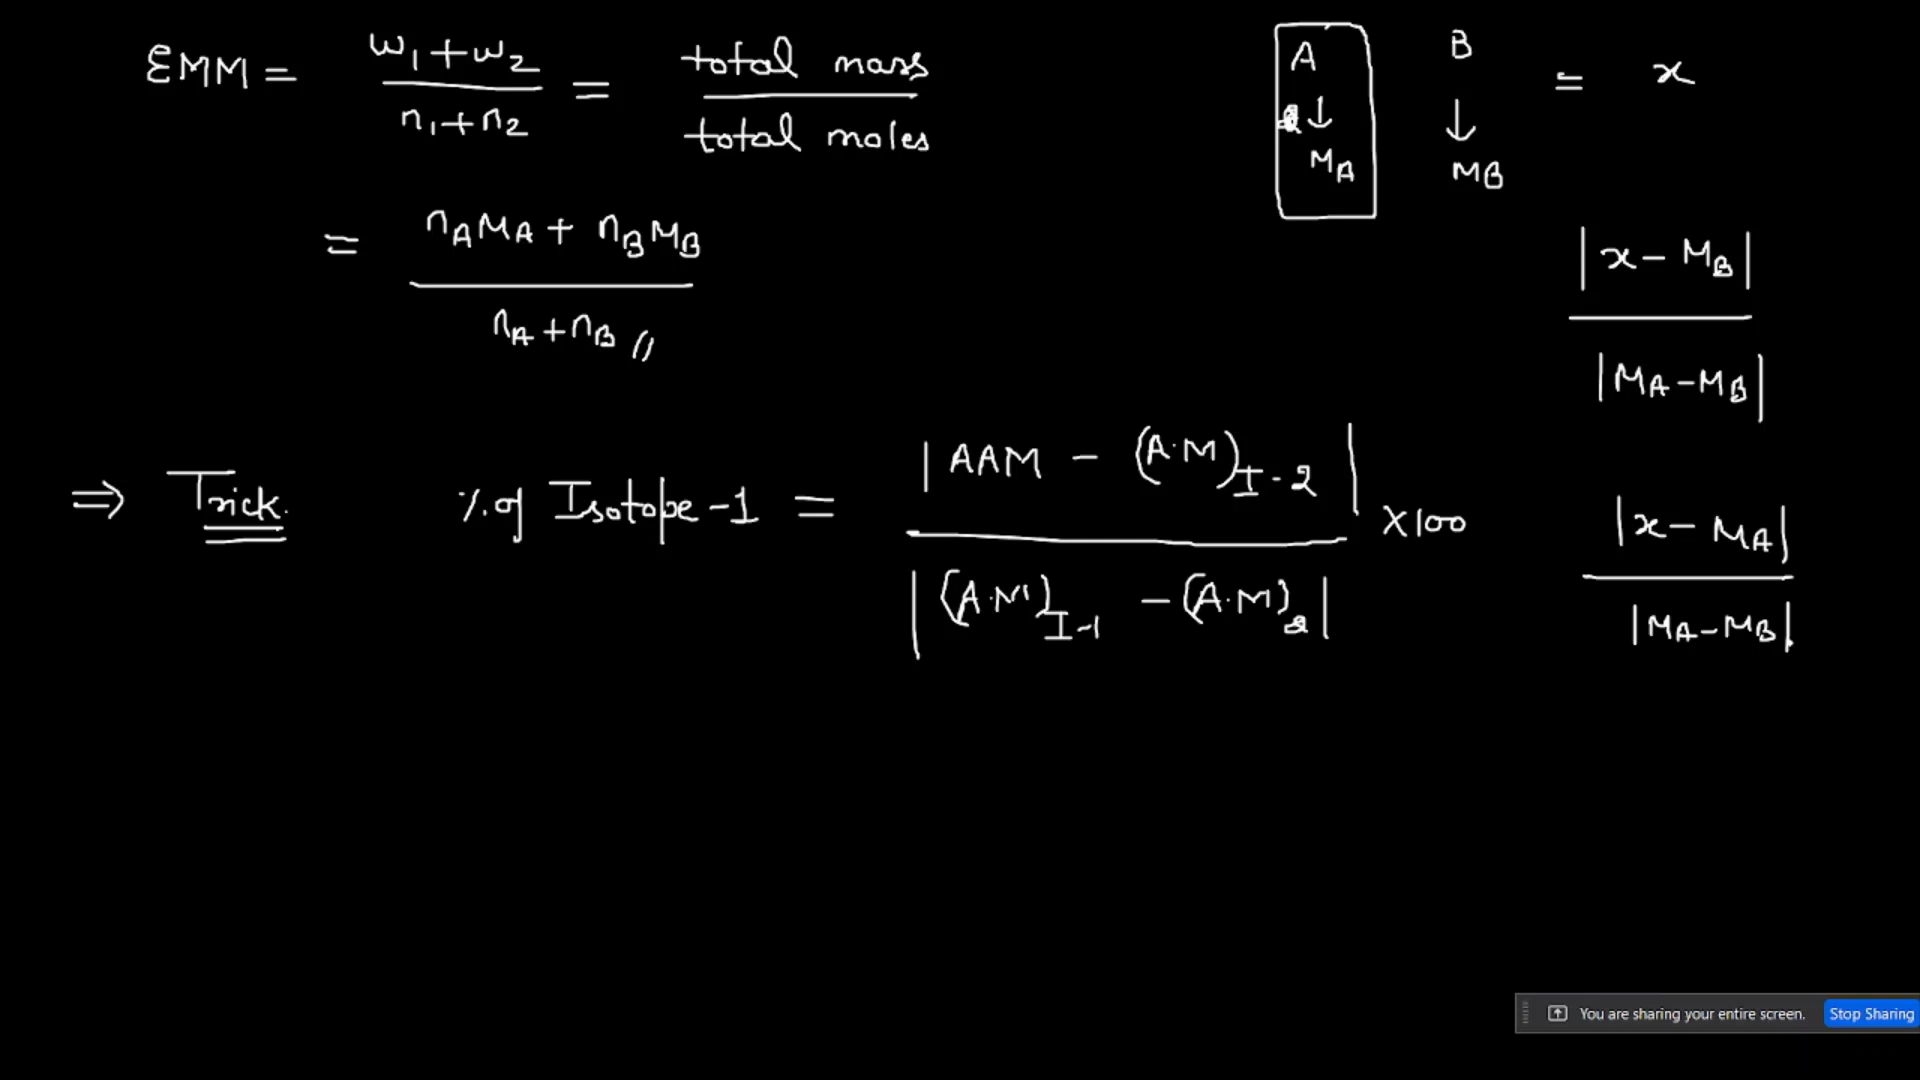 EMM = w₁+w₂ / n₁+n₂ = total mass / total moles
= nAMA + nBMB / nA+nB //
A B = x
↓ ↓
MA MB
|x-MB| / |MA-MB|
⇒ Trick. % of Isotope-1 = |AAM - (A.M)I-2| / |(A.M)I-1 - (A.M)2| X100
|x-MA| / |MA-MB|.
You are sharing your entire screen. Stop Sharing